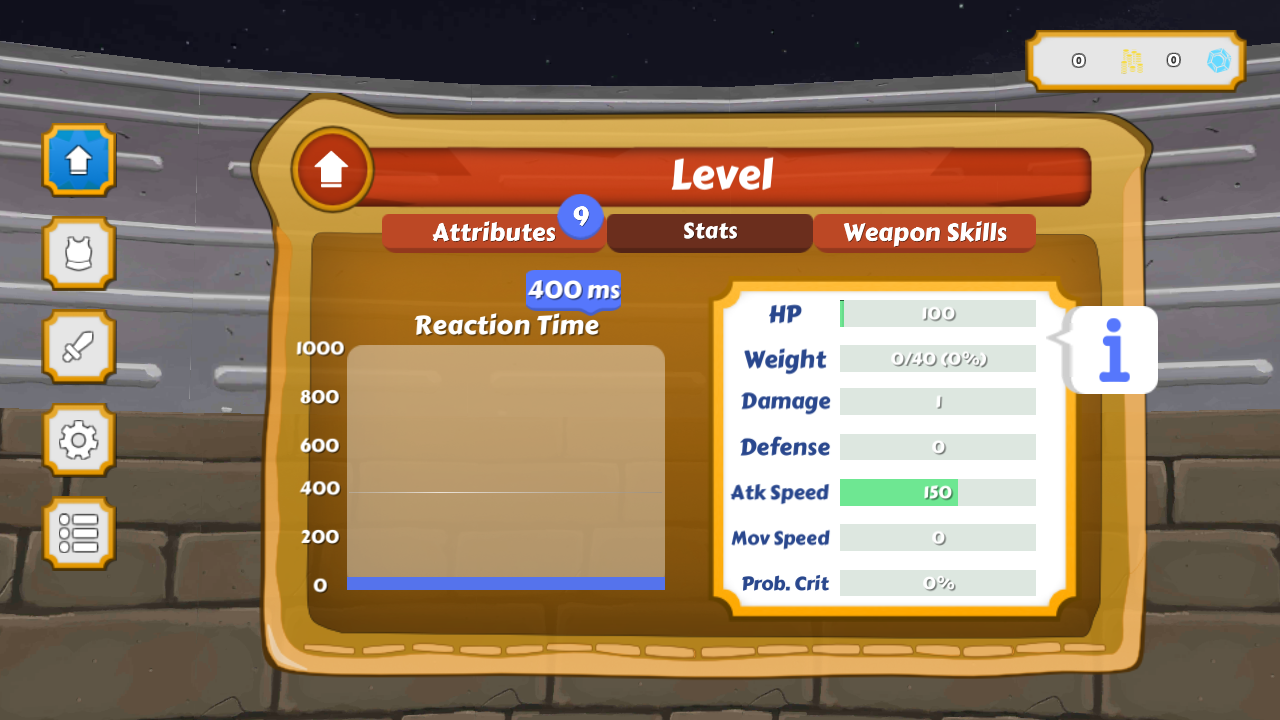 0 0
Level
Attributes 9 Stats Weapon Skills
400 ms
Reaction Time
1000
800
600
400
200
0
HP 100
Weight 0/40 (0%)
Damage 1
Defense 0
Atk Speed 150
Mov Speed 0
Prob. Crit 0%
i